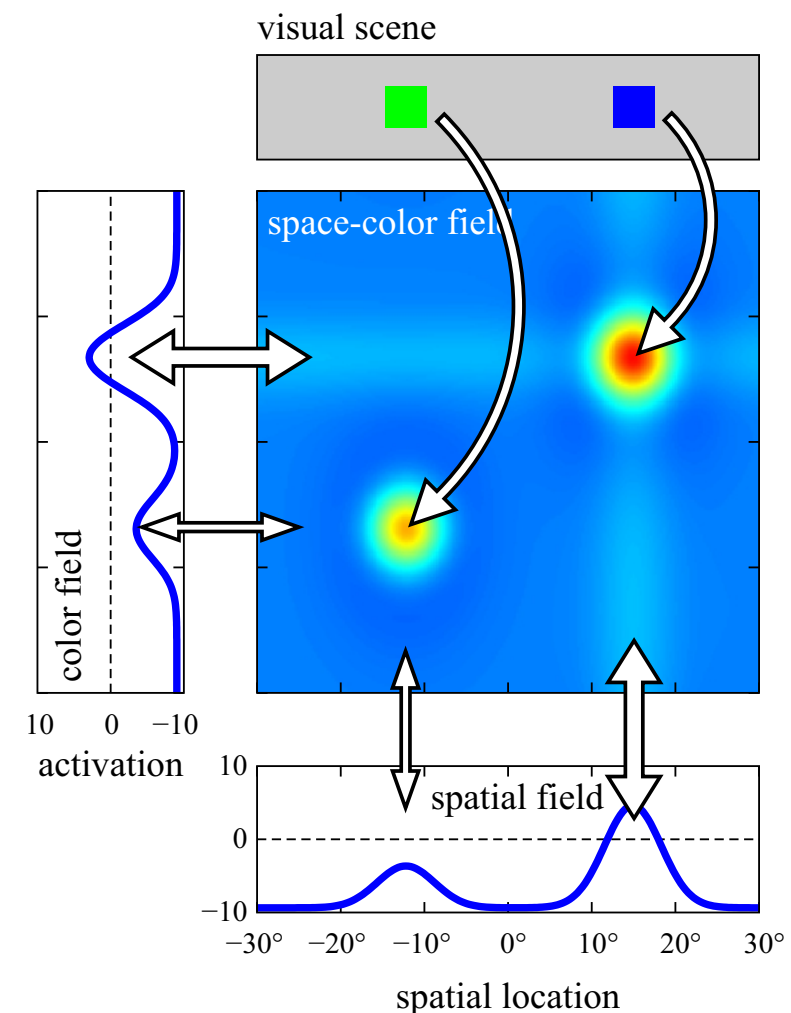 visual scene
space-color field
color field
10 0 −10
activation
10
0
−10
spatial field
−30° −20° −10° 0° 10° 20° 30°
spatial location